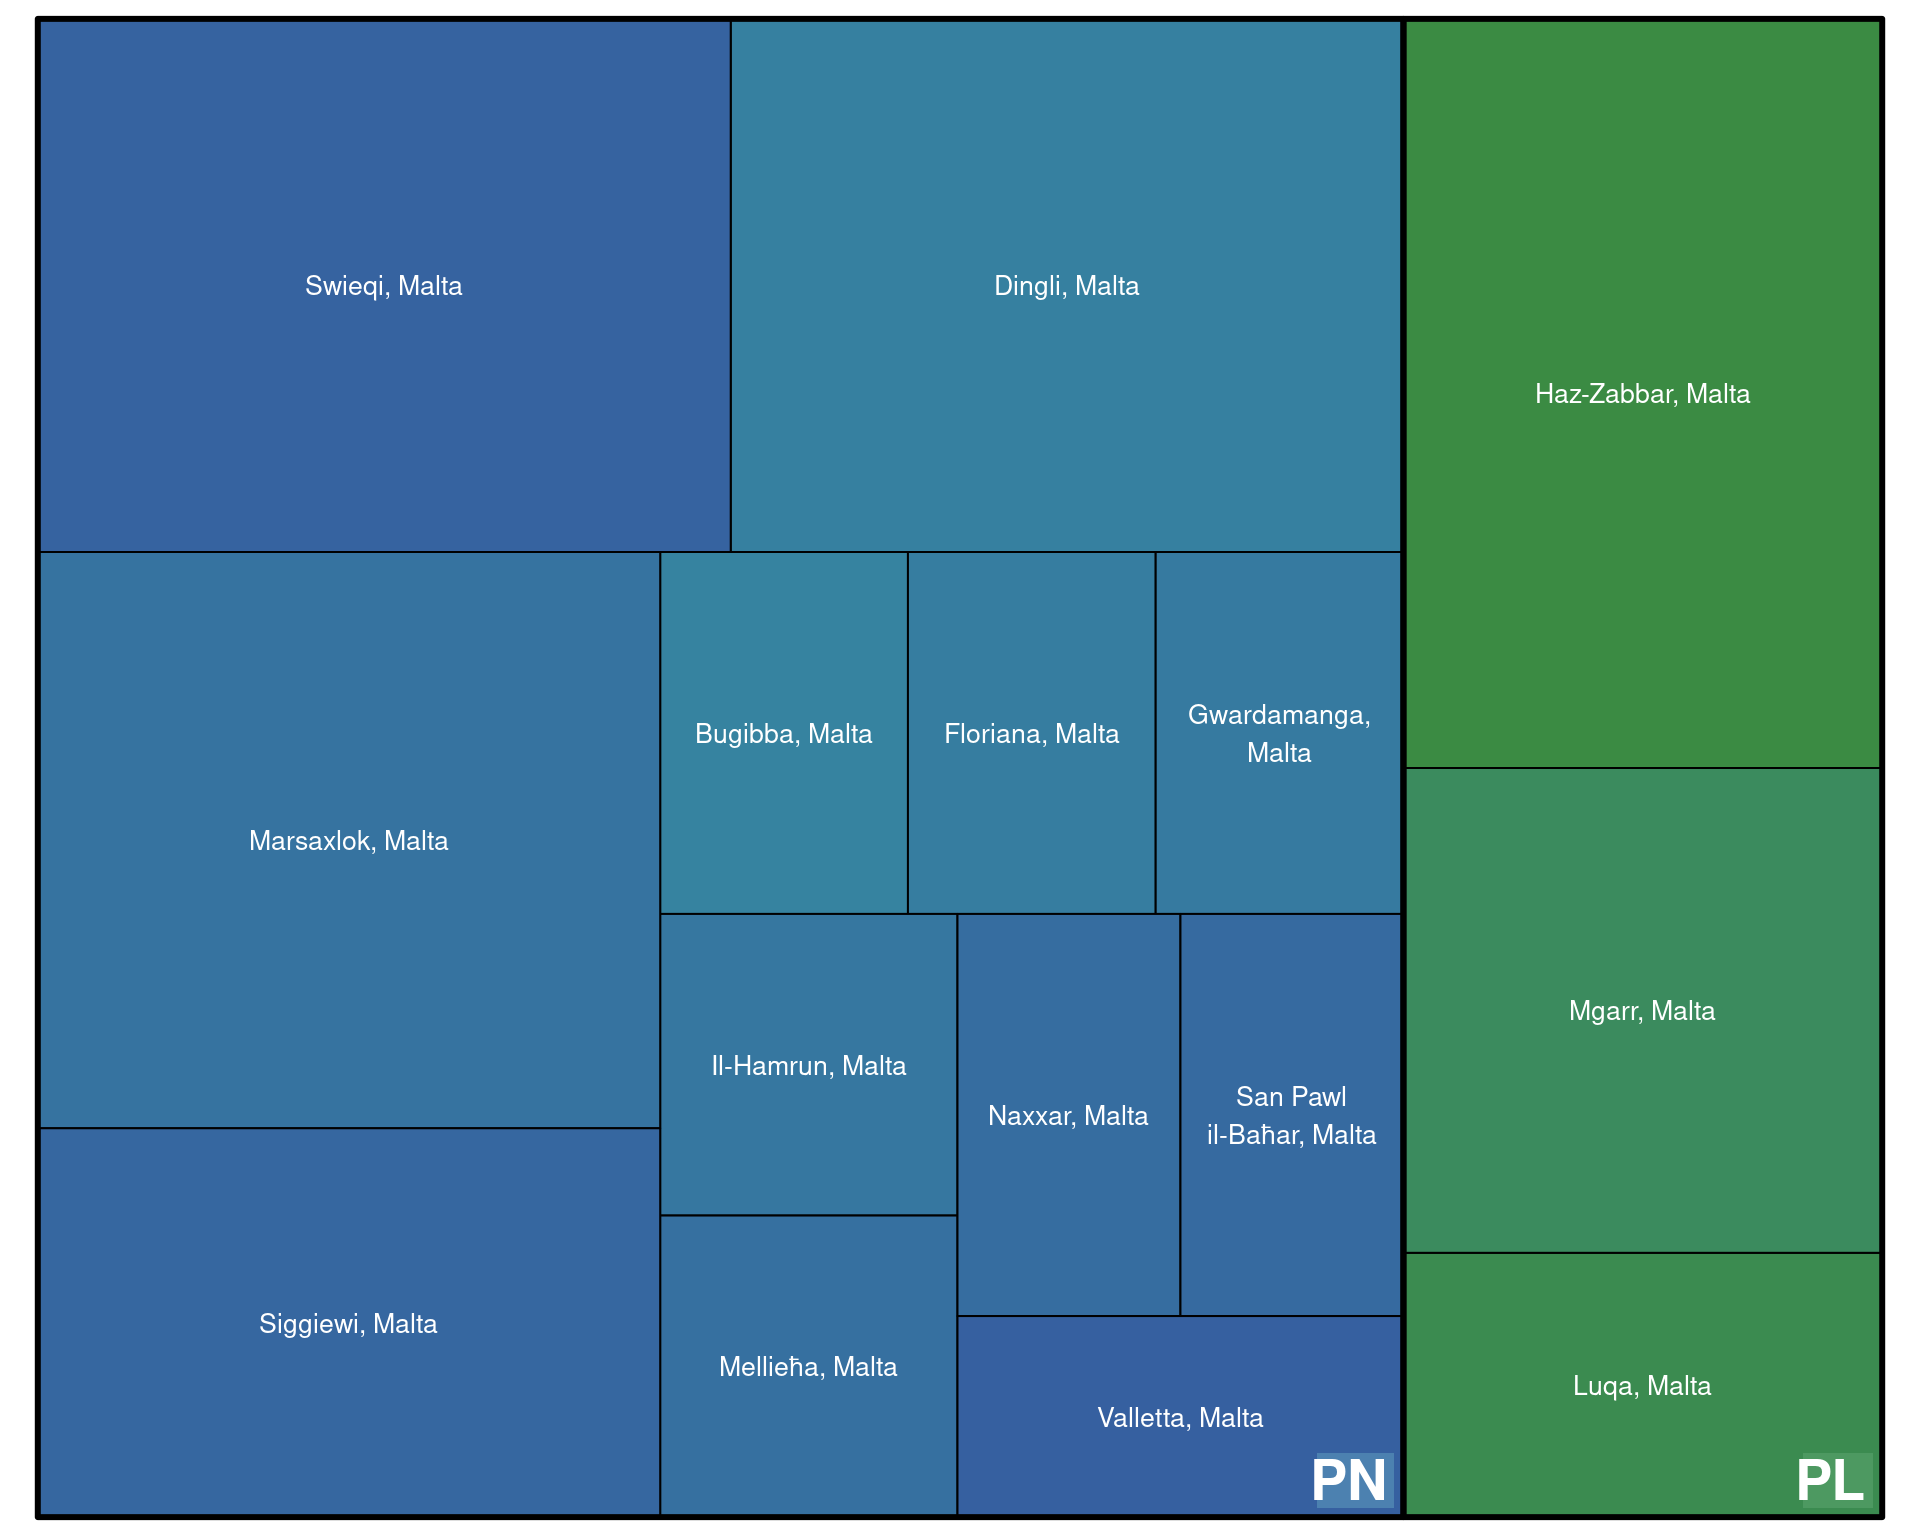 Swieqi, Malta
Dingli, Malta
Haz-Zabbar, Malta
Marsaxlok, Malta
Bugibba, Malta
Floriana, Malta
Gwardamanga,
Malta
Il-Hamrun, Malta
Naxxar, Malta
San Pawl
il-Baħar, Malta
Mgarr, Malta
Siggiewi, Malta
Mellieħa, Malta
Valletta, Malta
Luqa, Malta
PN
PL